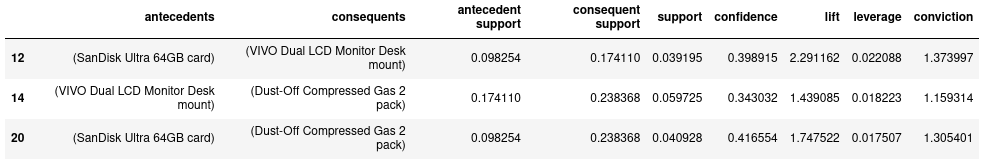 antecedents consequents antecedent support consequent support support confidence lift leverage conviction
12 (SanDisk Ultra 64GB card) (VIVO Dual LCD Monitor Desk mount) 0.098254 0.174110 0.039195 0.398915 2.291162 0.022088 1.373997
14 (VIVO Dual LCD Monitor Desk mount) (Dust-Off Compressed Gas 2 pack) 0.174110 0.238368 0.059725 0.343032 1.439085 0.018223 1.159314
20 (SanDisk Ultra 64GB card) (Dust-Off Compressed Gas 2 pack) 0.098254 0.238368 0.040928 0.416554 1.747522 0.017507 1.305401